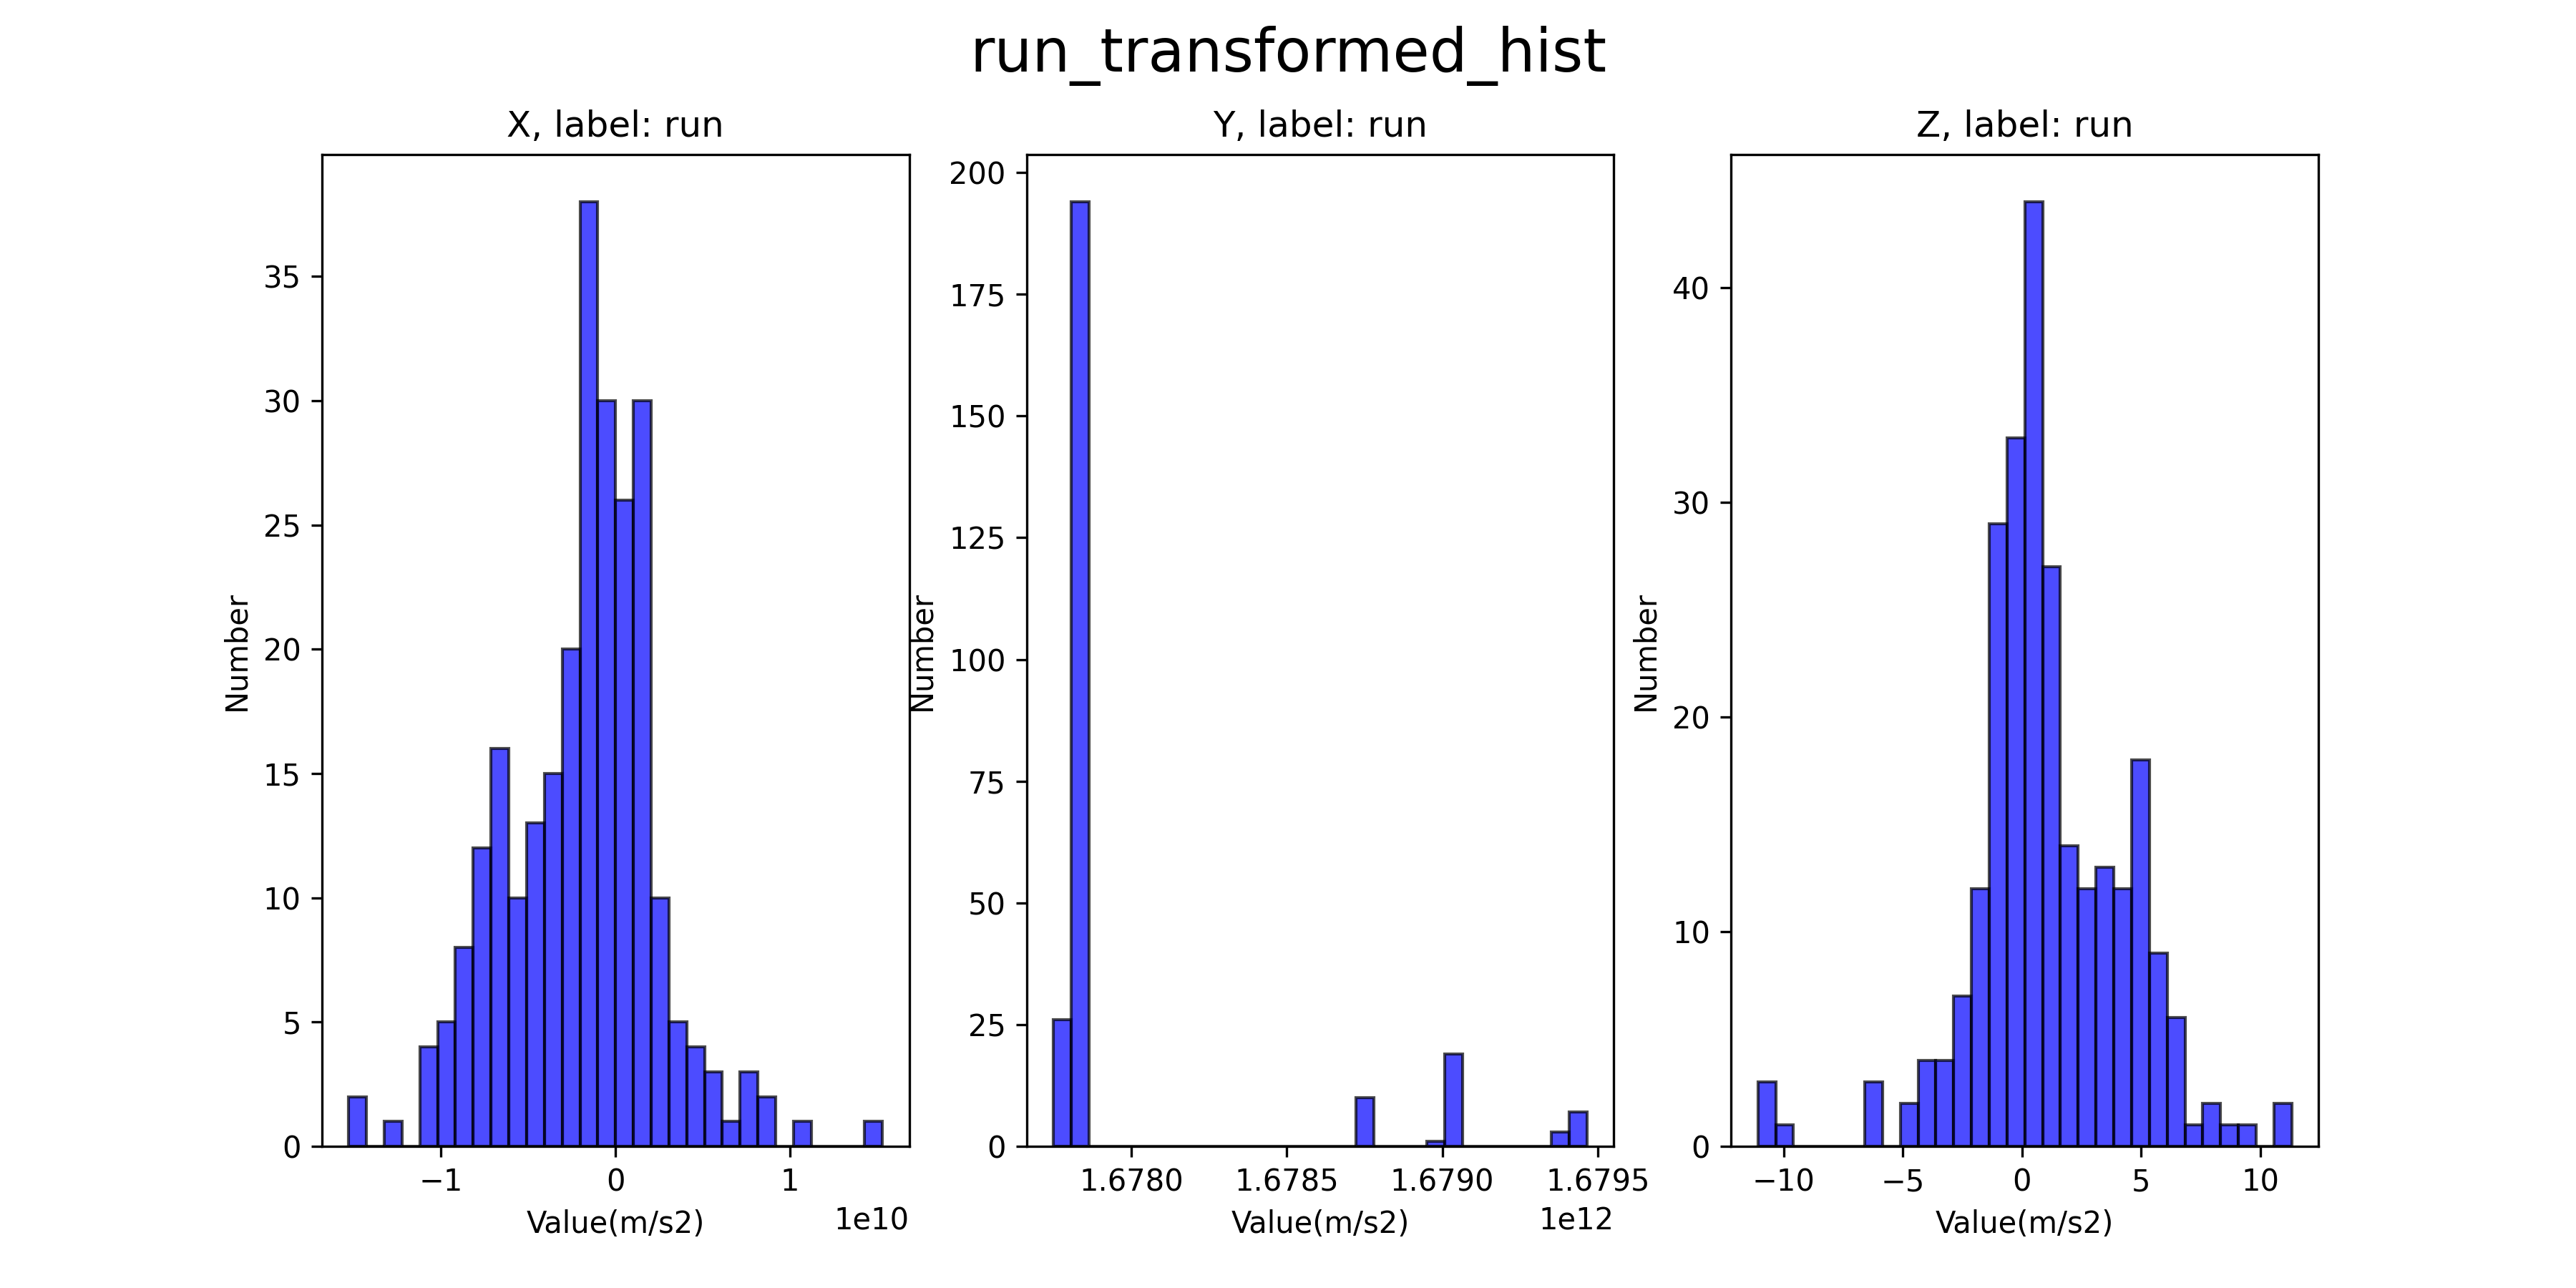 run_transformed_hist
X, label: run
Number
35
30
25
20
15
10
5
0
−1
0
1
1e10
Value(m/s2)
Y, label: run
Number
200
175
150
125
100
75
50
25
0
1.6780
1.6785
1.6790
1.6795
1e12
Value(m/s2)
Z, label: run
Number
40
30
20
10
0
−10
−5
0
5
10
Value(m/s2)